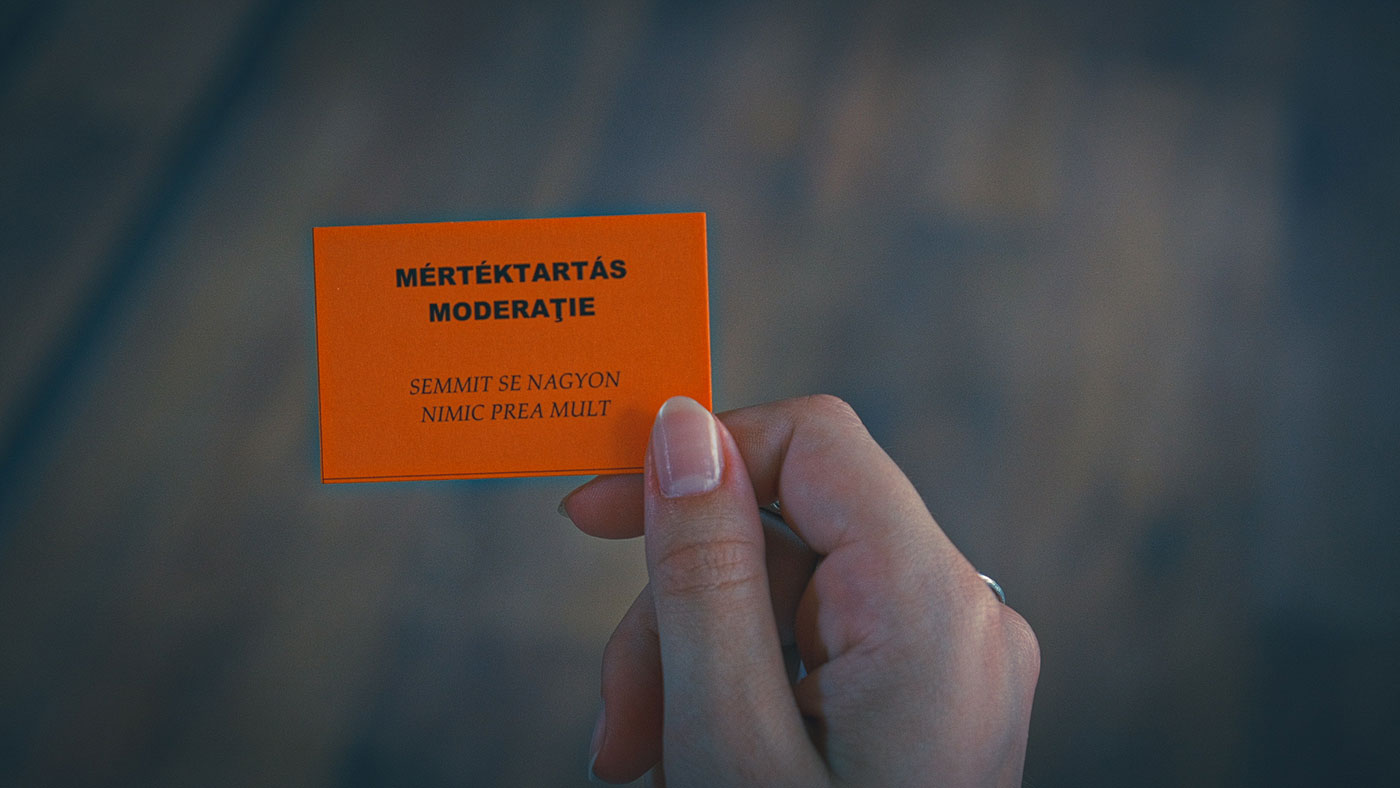 MÉRTÉKTARTÁS
MODERAŢIE
SEMMIT SE NAGYON
NIMIC PREA MULT